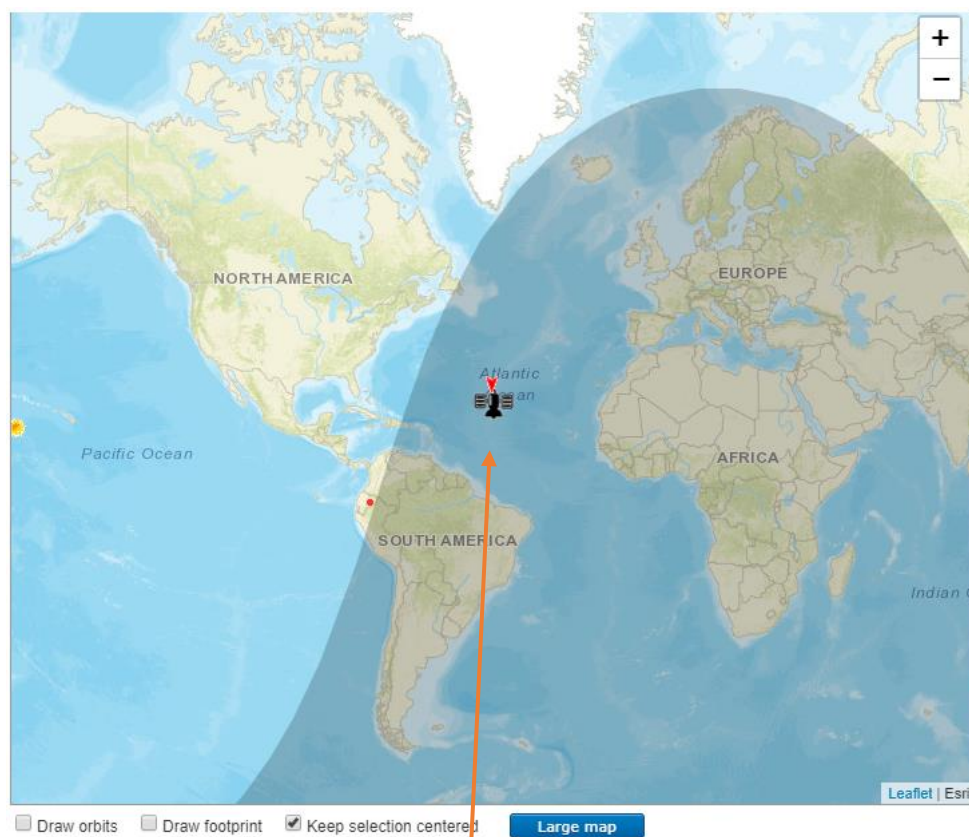 +
−
NORTH AMERICA
EUROPE
Atlantic
ean
Pacific Ocean
AFRICA
SOUTH AMERICA
Indian
Leaflet | Esri
Draw orbits Draw footprint Keep selection centered Large map